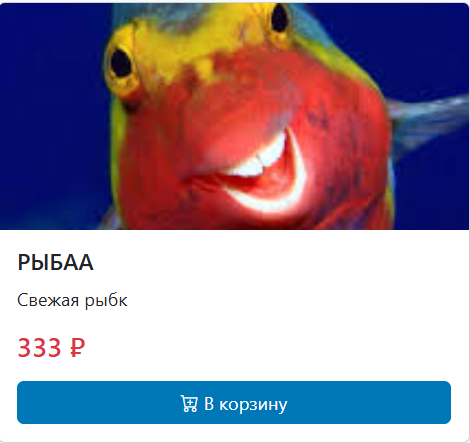 РЫБАА
Свежая рыбк
333 ₽
В корзину